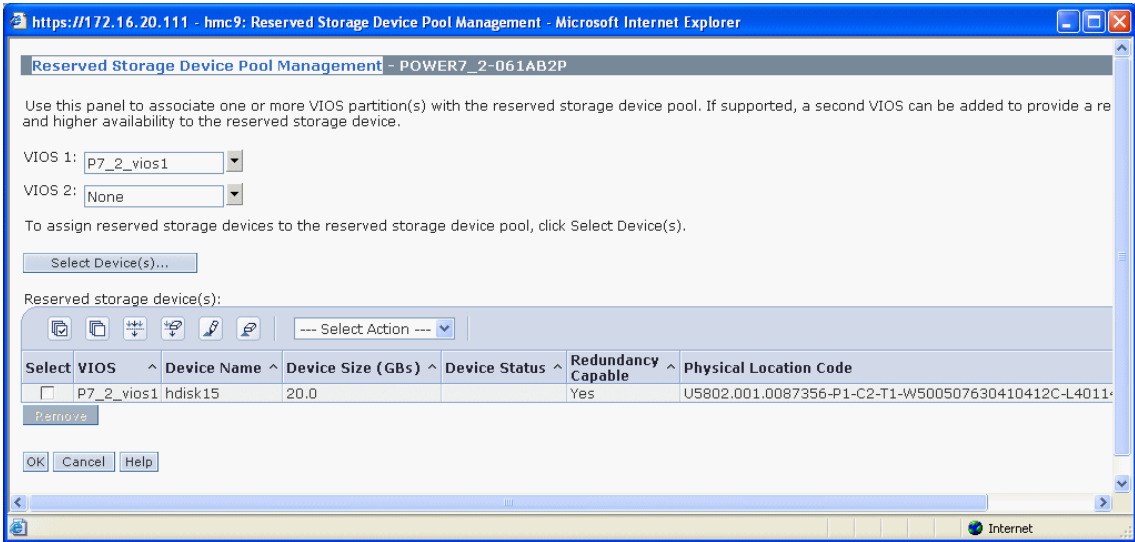 https://172.16.20.111 - hmc9: Reserved Storage Device Pool Management - Microsoft Internet Explorer
Reserved Storage Device Pool Management - POWER7_2-061AB2P
Use this panel to associate one or more VIOS partition(s) with the reserved storage device pool. If supported, a second VIOS can be added to provide a re
and higher availability to the reserved storage device.
VIOS 1: P7_2_vios1
VIOS 2: None
To assign reserved storage devices to the reserved storage device pool, click Select Device(s).
Select Device(s)...
Reserved storage device(s):
--- Select Action ---
Select VIOS ^ Device Name ^ Device Size (GBs) ^ Device Status ^ Redundancy Capable ^ Physical Location Code
P7_2_vios1 hdisk15 20.0 Yes U5802.001.0087356-P1-C2-T1-W500507630410412C-L40114
Remove
OK Cancel Help
Internet